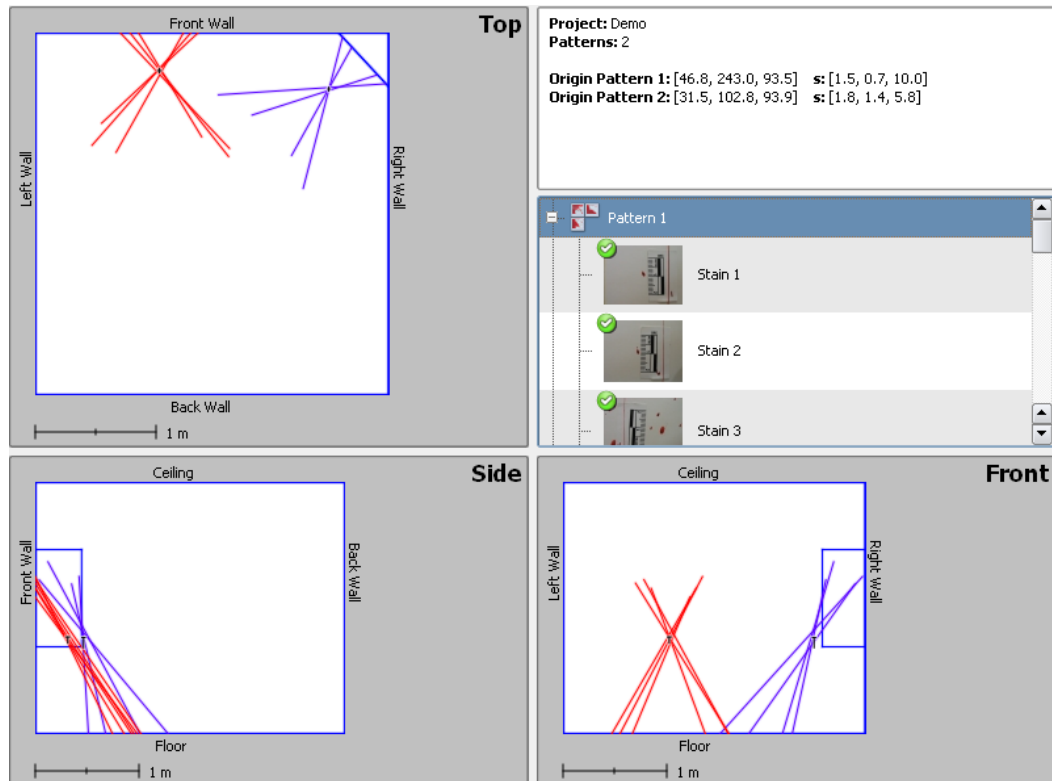 Top
Front Wall
Left Wall
Right Wall
Back Wall
1 m
Project: Demo
Patterns: 2
Origin Pattern 1: [46.8, 243.0, 93.5] s: [1.5, 0.7, 10.0]
Origin Pattern 2: [31.5, 102.8, 93.9] s: [1.8, 1.4, 5.8]
Pattern 1
Stain 1
Stain 2
Stain 3
Side
Ceiling
Front Wall
Back Wall
Floor
1 m
Front
Ceiling
Left Wall
Right Wall
Floor
1 m